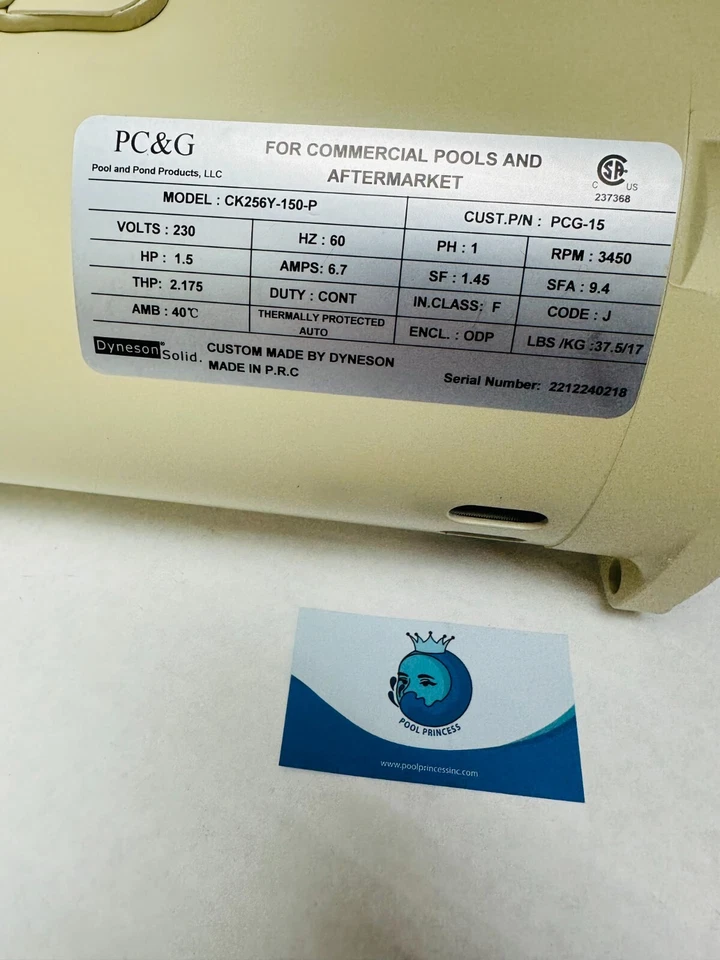 PC&G
Pool and Pond Products, LLC
FOR COMMERCIAL POOLS AND
AFTERMARKET
C US
237368
MODEL : CK256Y-150-P
CUST.P/N : PCG-15
VOLTS : 230
HZ : 60
PH : 1
RPM : 3450
HP : 1.5
AMPS: 6.7
SF : 1.45
SFA : 9.4
THP: 2.175
DUTY : CONT
IN.CLASS: F
CODE : J
AMB : 40℃
THERMALLY PROTECTED
AUTO
ENCL. : ODP
LBS /KG :37.5/17
Dyneson® Solid.
CUSTOM MADE BY DYNESON
MADE IN P.R.C
Serial Number: 2212240218
POOL PRINCESS
www.poolprincessinc.com